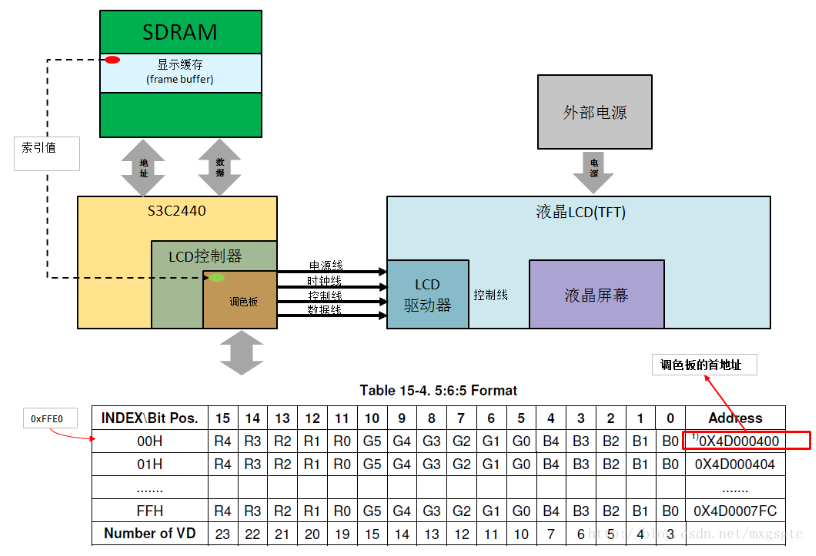 SDRAM
显示缓存
(frame buffer)
外部电源
索引值
地址
数据
电源
S3C2440
液晶LCD(TFT)
LCD控制器
调色板
电源线
时钟线
控制线
数据线
LCD
驱动器
控制线
液晶屏幕
调色板的首地址
Table 15-4. 5:6:5 Format
0xFFE0
INDEX\Bit Pos. 15 14 13 12 11 10 9 8 7 6 5 4 3 2 1 0 Address
00H R4 R3 R2 R1 R0 G5 G4 G3 G2 G1 G0 B4 B3 B2 B1 B0 1)0X4D000400
01H R4 R3 R2 R1 R0 G5 G4 G3 G2 G1 G0 B4 B3 B2 B1 B0 0X4D000404
....... .......
FFH R4 R3 R2 R1 R0 G5 G4 G3 G2 G1 G0 B4 B3 B2 B1 B0 0X4D0007FC
Number of VD 23 22 21 20 19 15 14 13 12 11 10 7 6 5 4 3
http://blog.csdn.net/mxgsgtc